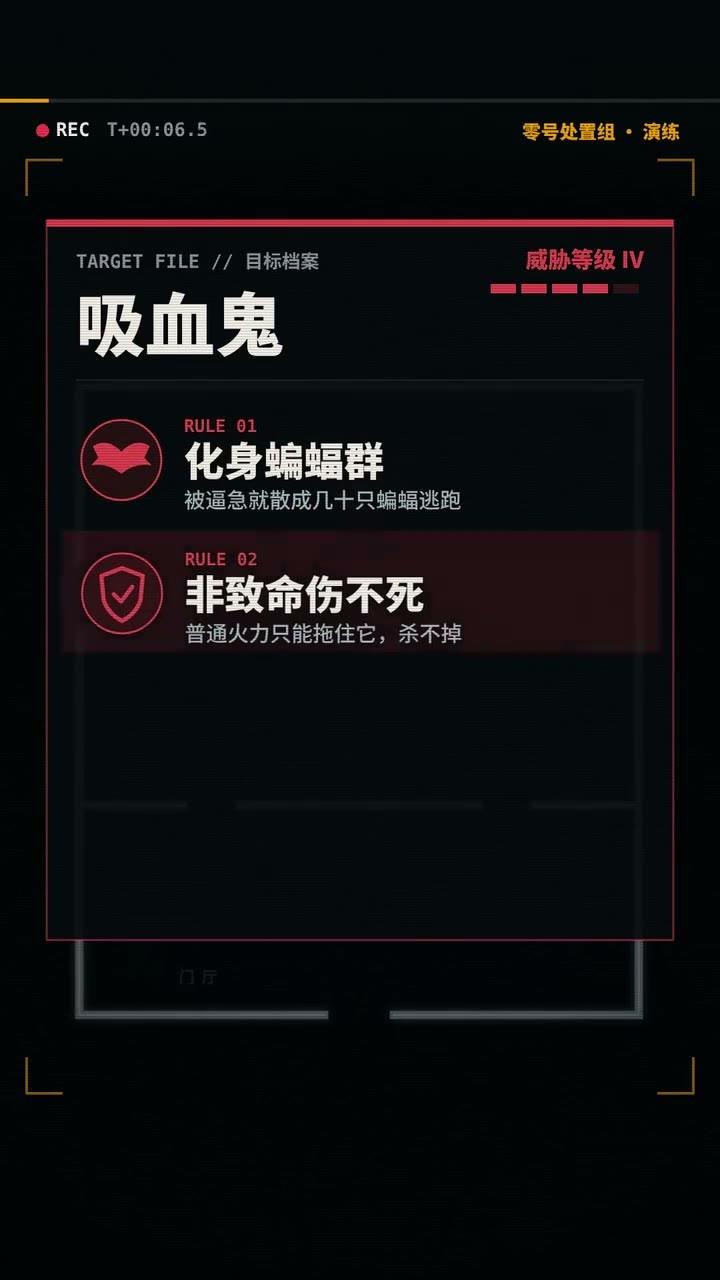 REC T+00:06.5
零号处置组 · 演练
TARGET FILE // 目标档案
威胁等级 IV
吸血鬼
RULE 01
化身蝙蝠群
被逼急就散成几十只蝙蝠逃跑
RULE 02
非致命伤不死
普通火力只能拖住它，杀不掉
门厅